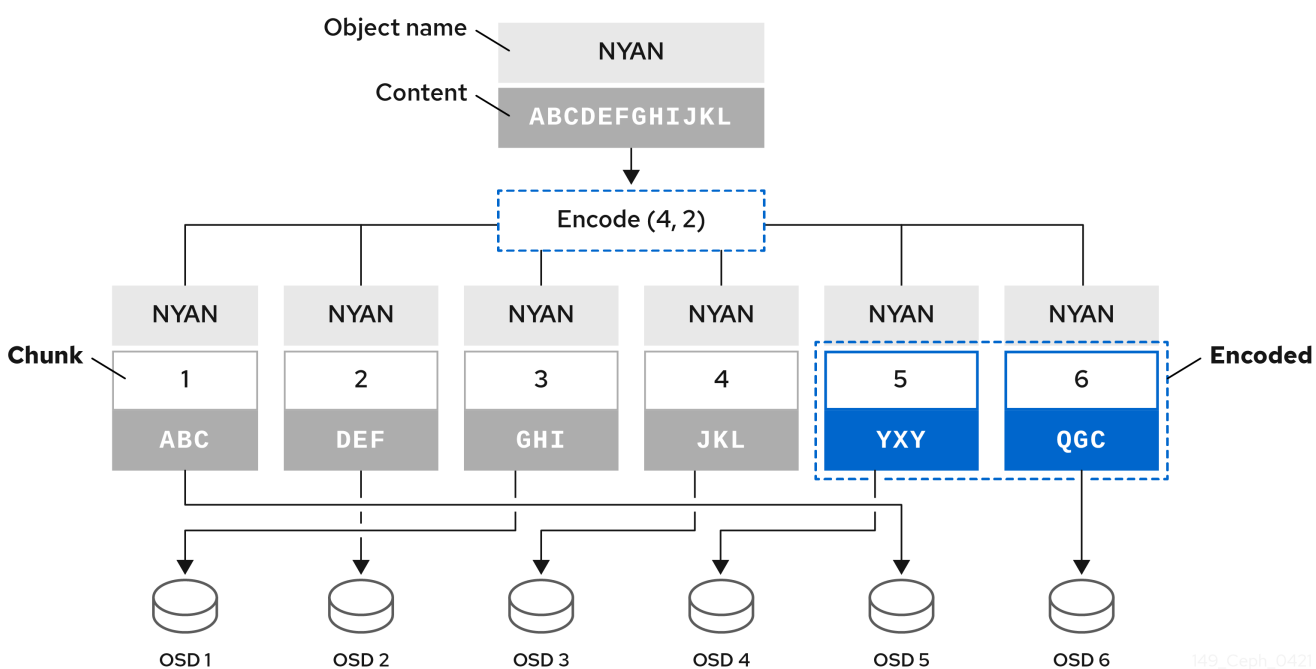 Object name
NYAN
Content
ABCDEFGHIJKL
Encode (4, 2)
NYAN
NYAN
NYAN
NYAN
NYAN
NYAN
Chunk
1
2
3
4
5
6
Encoded
ABC
DEF
GHI
JKL
YXY
QGC
OSD 1
OSD 2
OSD 3
OSD 4
OSD 5
OSD 6
149_Ceph_0421